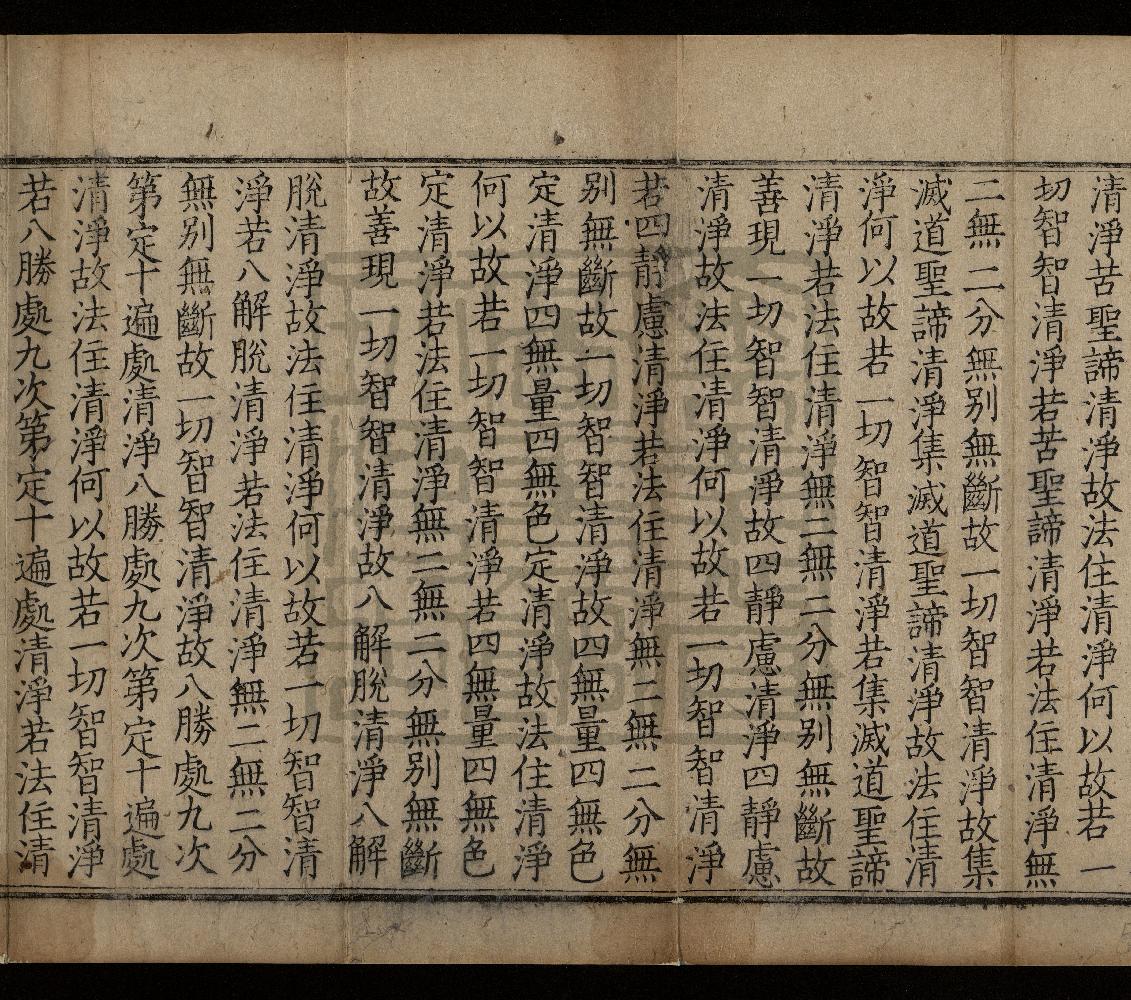 清淨苦聖諦清淨故法住清淨何以故若一
切智智清淨若苦聖諦清淨若法住清淨無
二無二分無別無斷故一切智智清淨故集
滅道聖諦清淨集滅道聖諦清淨故法住清
淨何以故若一切智智清淨若集滅道聖諦
清淨若法住清淨無二無二分無別無斷故
善現一切智智清淨故四靜慮清淨四靜慮
清淨故法住清淨何以故若一切智智清淨
若四靜慮清淨若法住清淨無二無二分無
別無斷故一切智智清淨故四無量四無色
定清淨四無量四無色定清淨故法住清淨
何以故若一切智智清淨若四無量四無色
定清淨若法住清淨無二無二分無別無斷
故善現一切智智清淨故八解脫清淨八解
脫清淨故法住清淨何以故若一切智智清
淨若八解脫清淨若法住清淨無二無二分
無別無斷故一切智智清淨故八勝處九次
第定十遍處清淨八勝處九次第定十遍處
清淨故法住清淨何以故若一切智智清淨
若八勝處九次第定十遍處清淨若法住清